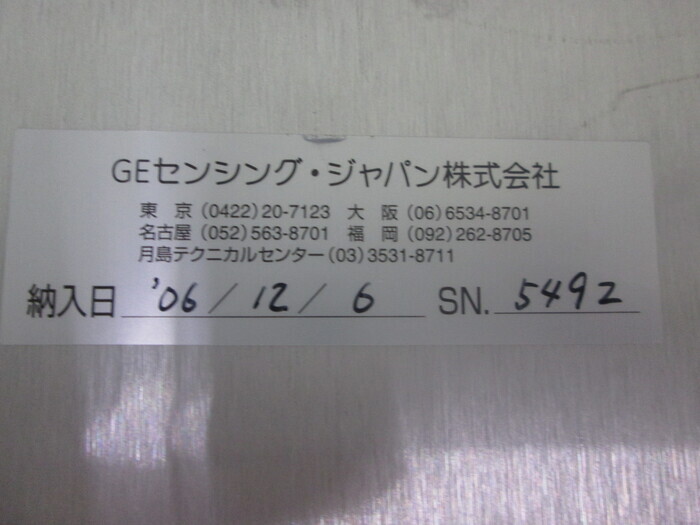 GEセンシング・ジャパン株式会社
東 京 (0422)20-7123 大 阪 (06)6534-8701
名古屋 (052)563-8701 福 岡 (092)262-8705
月島テクニカルセンター(03)3531-8711
納入日 '06/12/6 SN. 5492